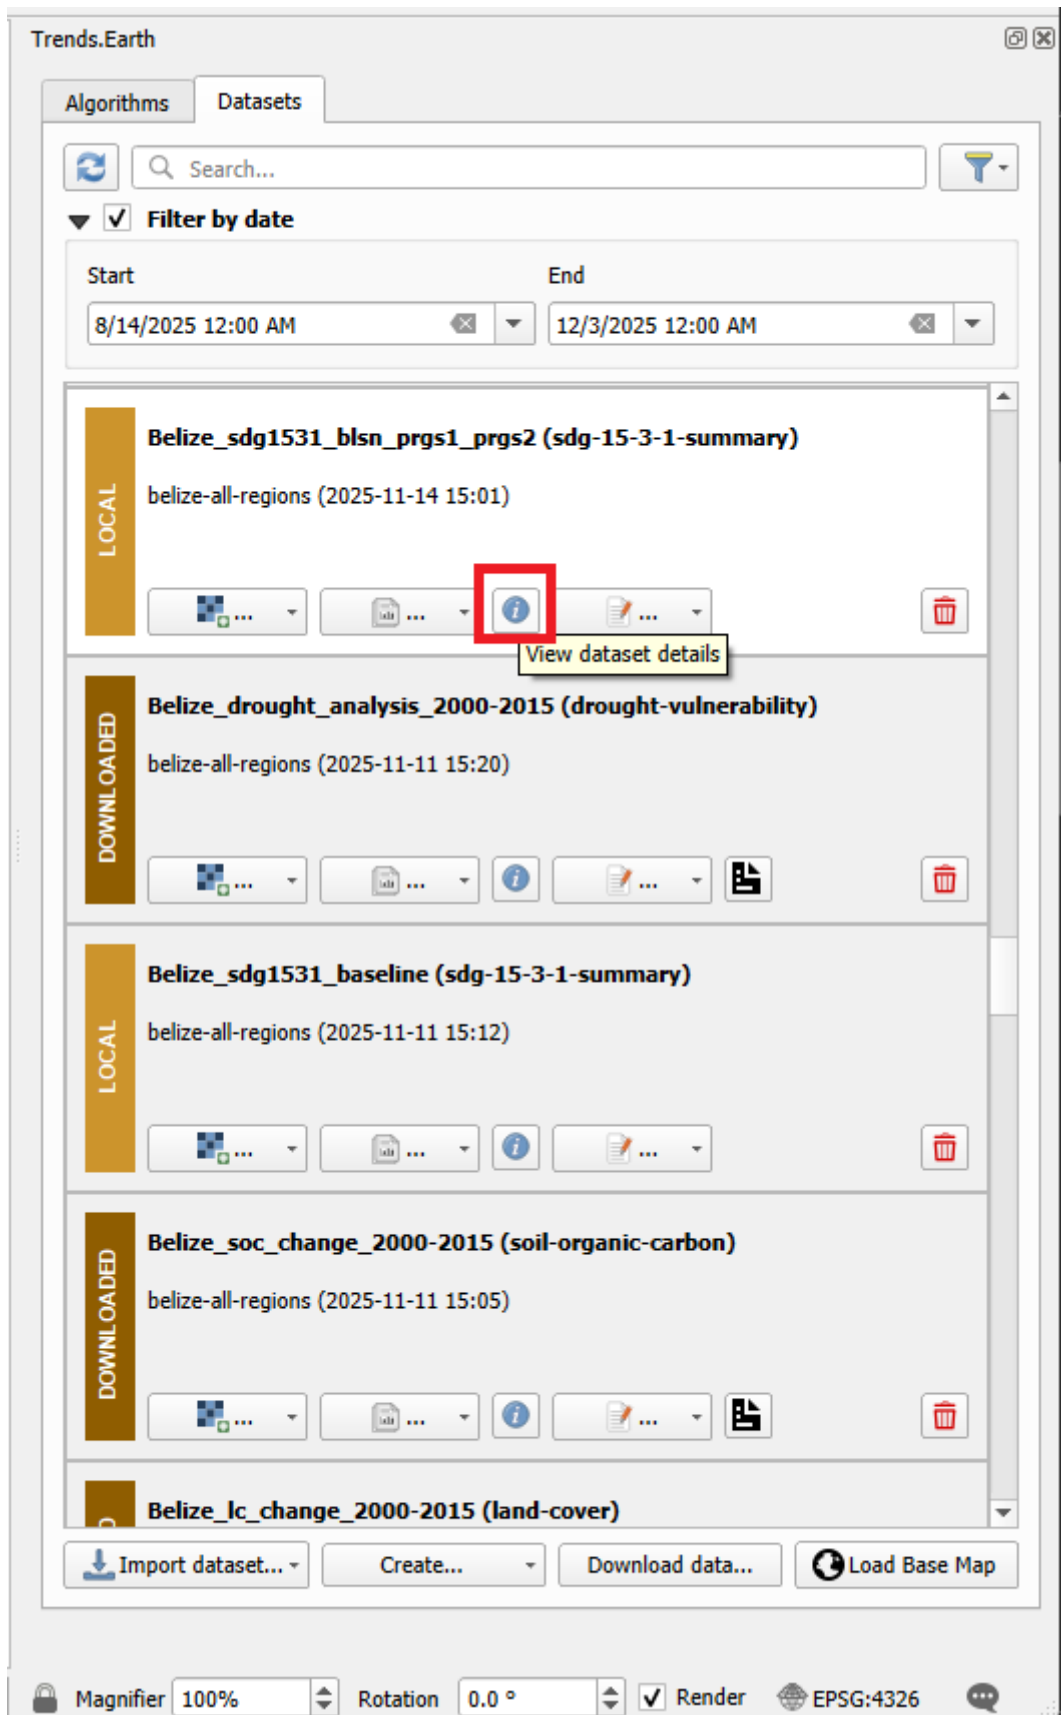 Trends.Earth
Algorithms
Datasets
Search...
Filter by date
Start
End
8/14/2025 12:00 AM
12/3/2025 12:00 AM
LOCAL
Belize_sdg1531_blsn_prgs1_prgs2 (sdg-15-3-1-summary)
belize-all-regions (2025-11-14 15:01)
...
...
...
View dataset details
DOWNLOADED
Belize_drought_analysis_2000-2015 (drought-vulnerability)
belize-all-regions (2025-11-11 15:20)
...
...
...
LOCAL
Belize_sdg1531_baseline (sdg-15-3-1-summary)
belize-all-regions (2025-11-11 15:12)
...
...
...
DOWNLOADED
Belize_soc_change_2000-2015 (soil-organic-carbon)
belize-all-regions (2025-11-11 15:05)
...
...
...
Belize_lc_change_2000-2015 (land-cover)
Import dataset...
Create...
Download data...
Load Base Map
Magnifier 100%
Rotation 0.0 °
Render
EPSG:4326